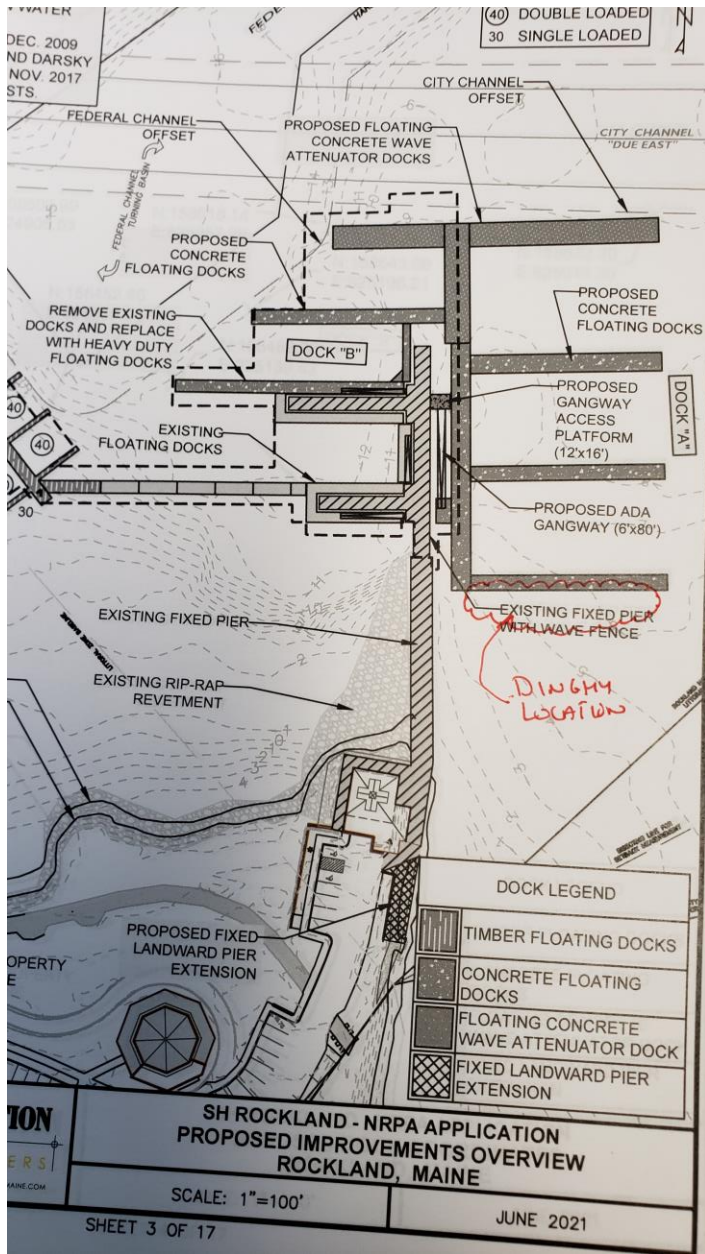 WATER
DEC. 2009
ND DARSKY
NOV. 2017
STS.
40 DOUBLE LOADED
30 SINGLE LOADED
N
CITY CHANNEL
OFFSET
FEDERAL CHANNEL
OFFSET
PROPOSED FLOATING
CONCRETE WAVE
ATTENUATOR DOCKS
CITY CHANNEL
"DUE EAST"
FEDERAL CHANNEL
TURNING BASIN
PROPOSED
CONCRETE
FLOATING DOCKS
PROPOSED
CONCRETE
FLOATING DOCKS
REMOVE EXISTING
DOCKS AND REPLACE
WITH HEAVY DUTY
FLOATING DOCKS
DOCK "B"
DOCK "A"
PROPOSED
GANGWAY
ACCESS
PLATFORM
(12'x16')
40
40
EXISTING
FLOATING DOCKS
30
PROPOSED ADA
GANGWAY (6'x80')
EXISTING FIXED PIER
WITH WAVE FENCE
EXISTING FIXED PIER
DINGHY
LOCATION
EXISTING RIP-RAP
REVETMENT
PROPOSED FIXED
LANDWARD PIER
EXTENSION
OPERTY
E
DOCK LEGEND
TIMBER FLOATING DOCKS
CONCRETE FLOATING
DOCKS
FLOATING CONCRETE
WAVE ATTENUATOR DOCK
FIXED LANDWARD PIER
EXTENSION
TION
ERS
MAINE.COM
SH ROCKLAND - NRPA APPLICATION
PROPOSED IMPROVEMENTS OVERVIEW
ROCKLAND, MAINE
SCALE: 1"=100'
JUNE 2021
SHEET 3 OF 17